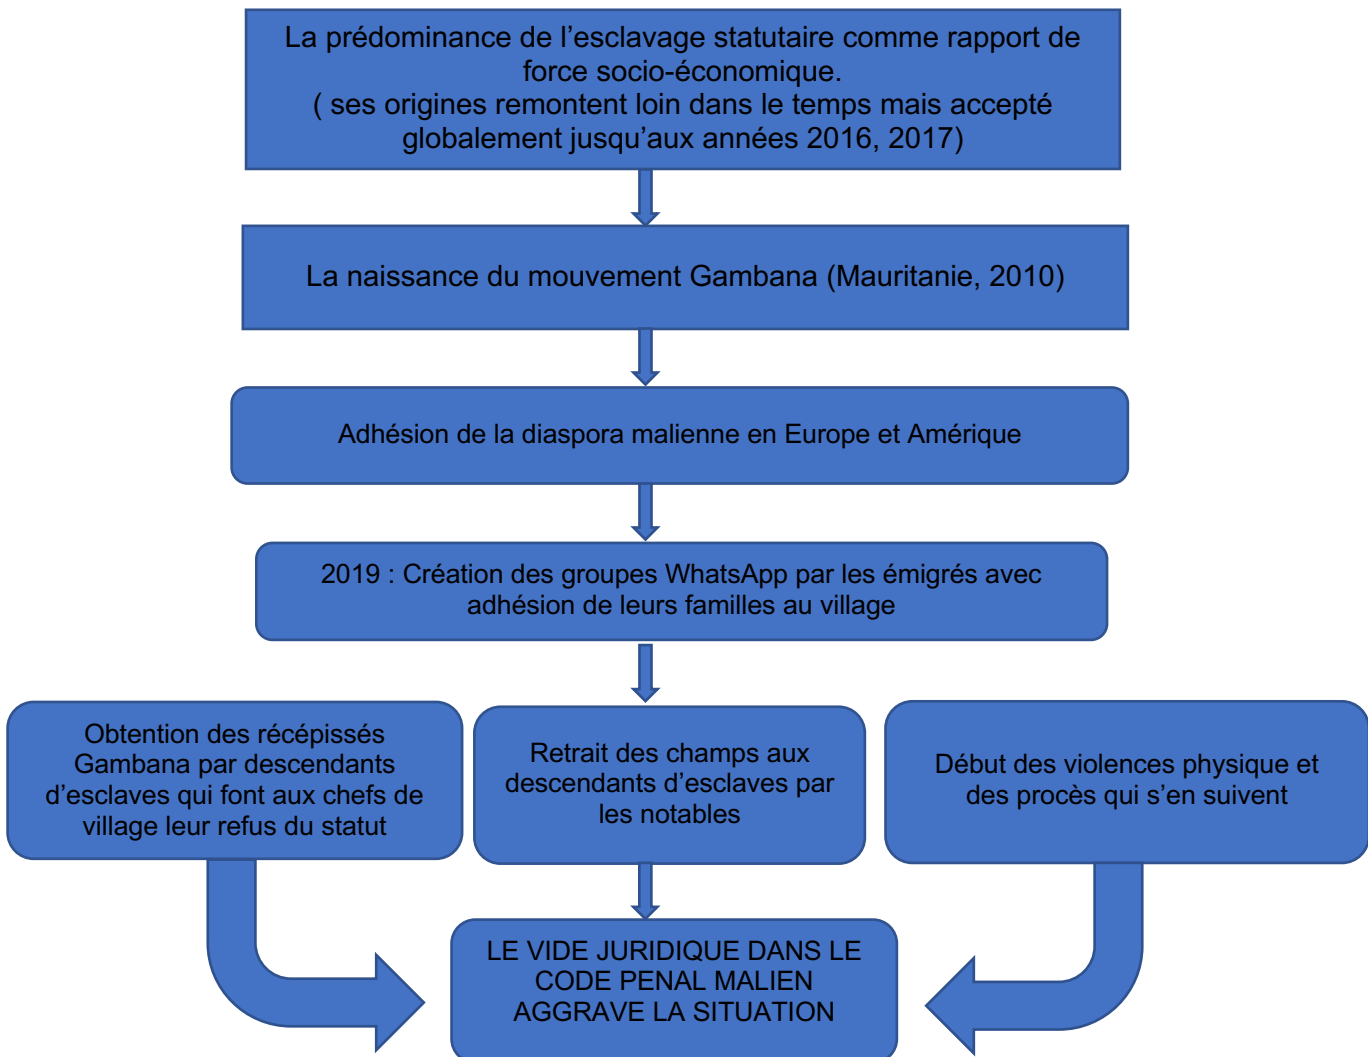 La prédominance de l’esclavage statutaire comme rapport de
force socio-économique.
( ses origines remontent loin dans le temps mais accepté
globalement jusqu’aux années 2016, 2017)
La naissance du mouvement Gambana (Mauritanie, 2010)
Adhésion de la diaspora malienne en Europe et Amérique
2019 : Création des groupes WhatsApp par les émigrés avec
adhésion de leurs familles au village
Obtention des récépissés
Gambana par descendants
d’esclaves qui font aux chefs de
village leur refus du statut
Retrait des champs aux
descendants d’esclaves par
les notables
Début des violences physique et
des procès qui s’en suivent
LE VIDE JURIDIQUE DANS LE
CODE PENAL MALIEN
AGGRAVE LA SITUATION